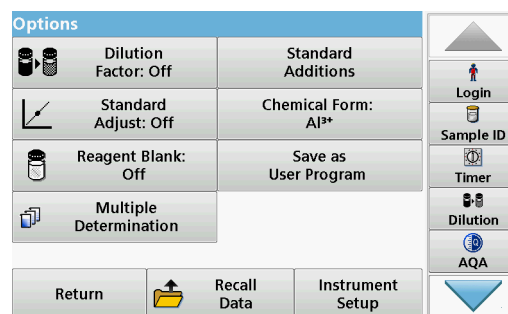 Options
Dilution
Factor: Off
Standard
Additions
Standard
Adjust: Off
Chemical Form:
Al³⁺
Reagent Blank:
Off
Save as
User Program
Multiple
Determination
Return
Recall
Data
Instrument
Setup
Login
Sample ID
Timer
Dilution
AQA